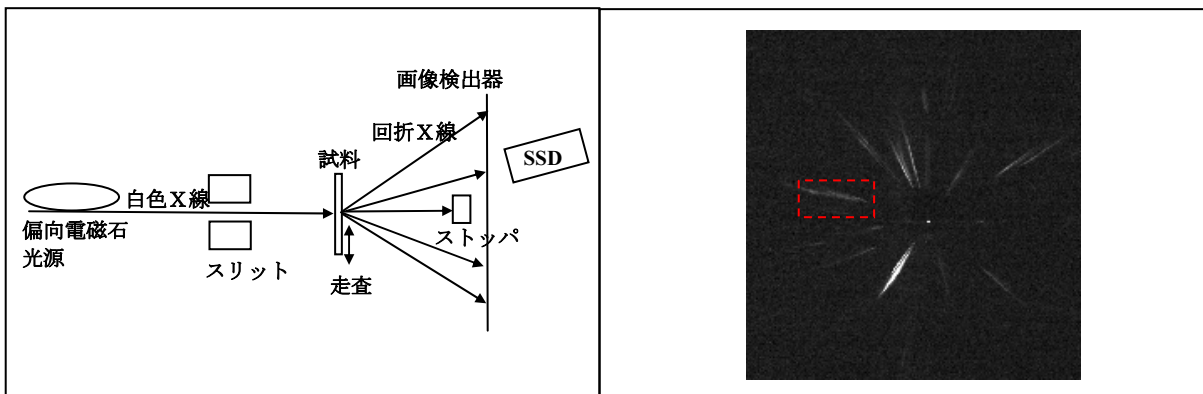 画像検出器
回折X線
SSD
試料
白色X線
偏向電磁石
光源
スリット
ストッパ
走査